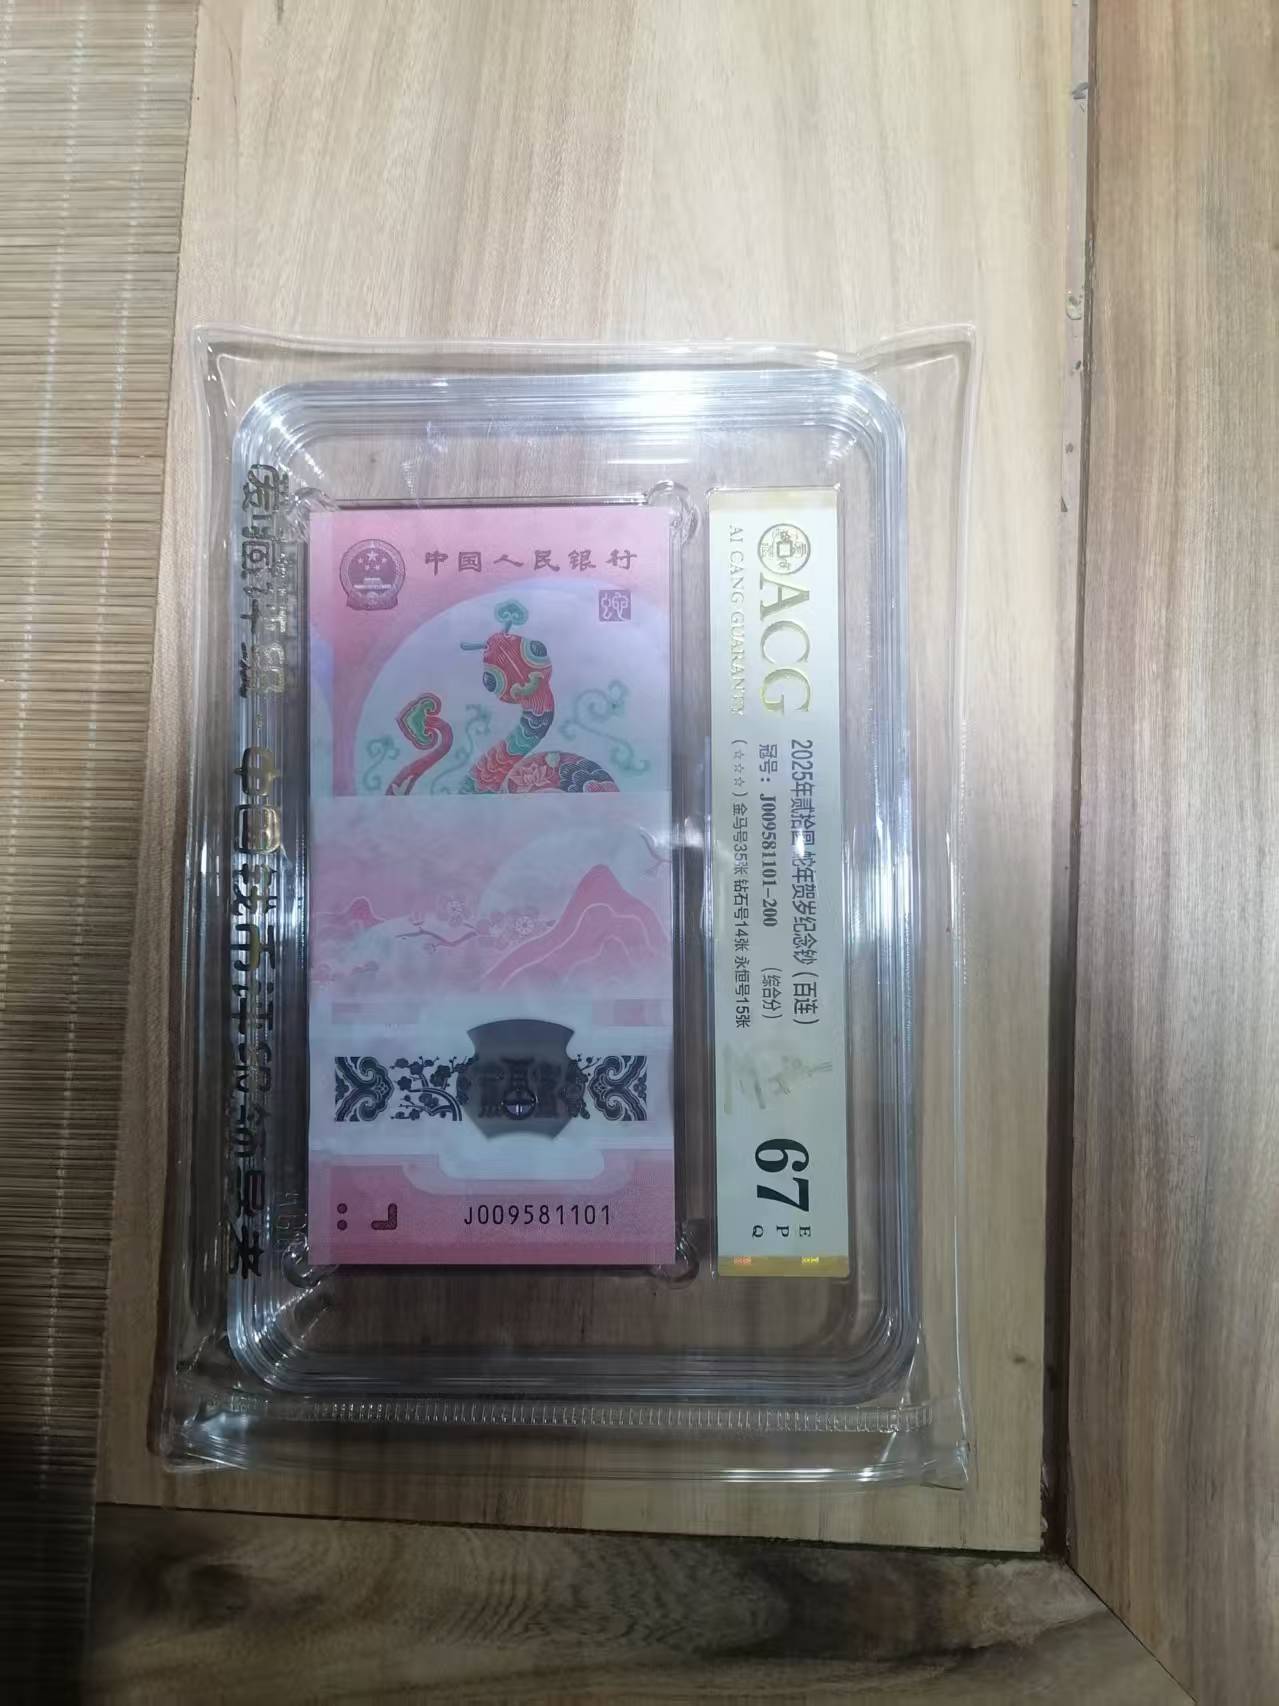 中国人民银行
J009581101
ACG
AI CANG GUARANTY
2025年贰拾圆 蛇年贺岁纪念钞（百连）
冠号：J009581101-200 （综合分）
（☆☆☆）金马号35张 钻石号14张 永恒号15张
67
E
P
Q